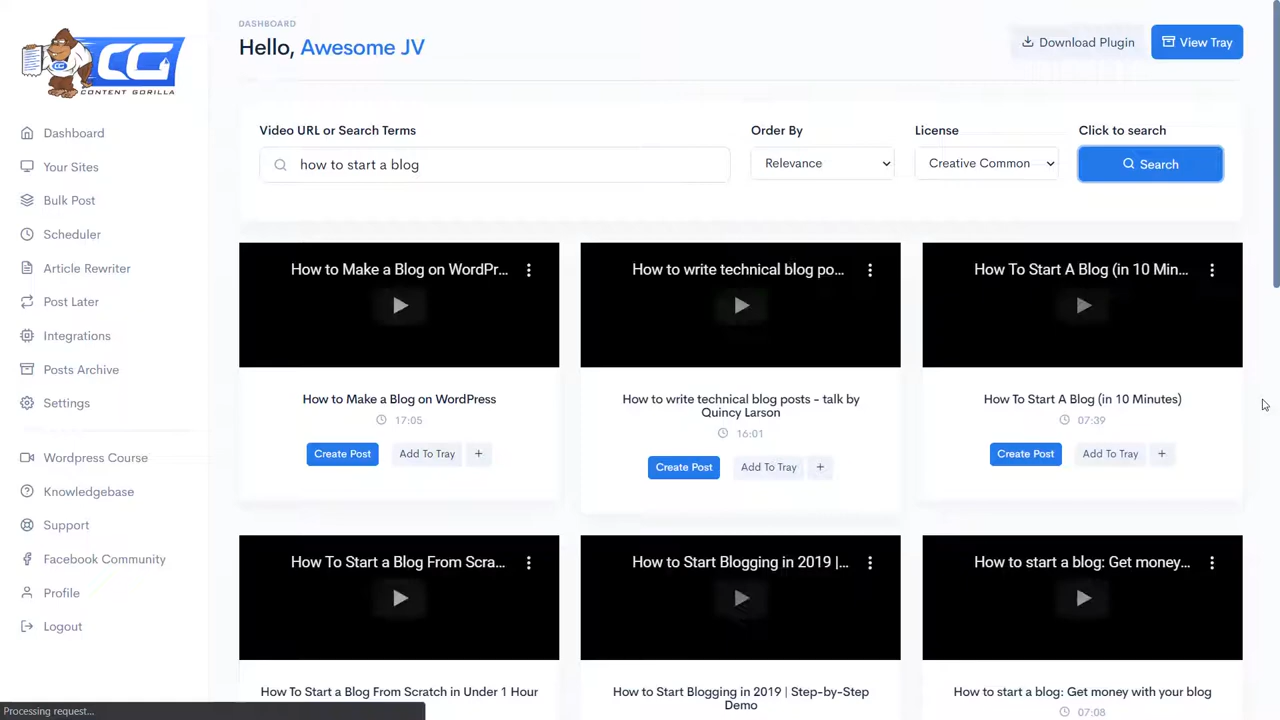 DASHBOARD
Hello, Awesome JV
Download Plugin
View Tray
CG
CONTENT GORILLA
Dashboard
Your Sites
Bulk Post
Scheduler
Article Rewriter
Post Later
Integrations
Posts Archive
Settings
Wordpress Course
Knowledgebase
Support
Facebook Community
Profile
Logout
Video URL or Search Terms
Order By
License
Click to search
how to start a blog
Relevance
Creative Common
Search
How to Make a Blog on WordPr...
How to write technical blog po...
How To Start A Blog (in 10 Min...
How to Make a Blog on WordPress
17:05
Create Post
Add To Tray
+
How to write technical blog posts - talk by
Quincy Larson
16:01
Create Post
Add To Tray
+
How To Start A Blog (in 10 Minutes)
07:39
Create Post
Add To Tray
+
How To Start a Blog From Scra...
How to Start Blogging in 2019 |...
How to start a blog: Get money...
How To Start a Blog From Scratch in Under 1 Hour
How to Start Blogging in 2019 | Step-by-Step
Demo
How to start a blog: Get money with your blog
07:08
Processing request...